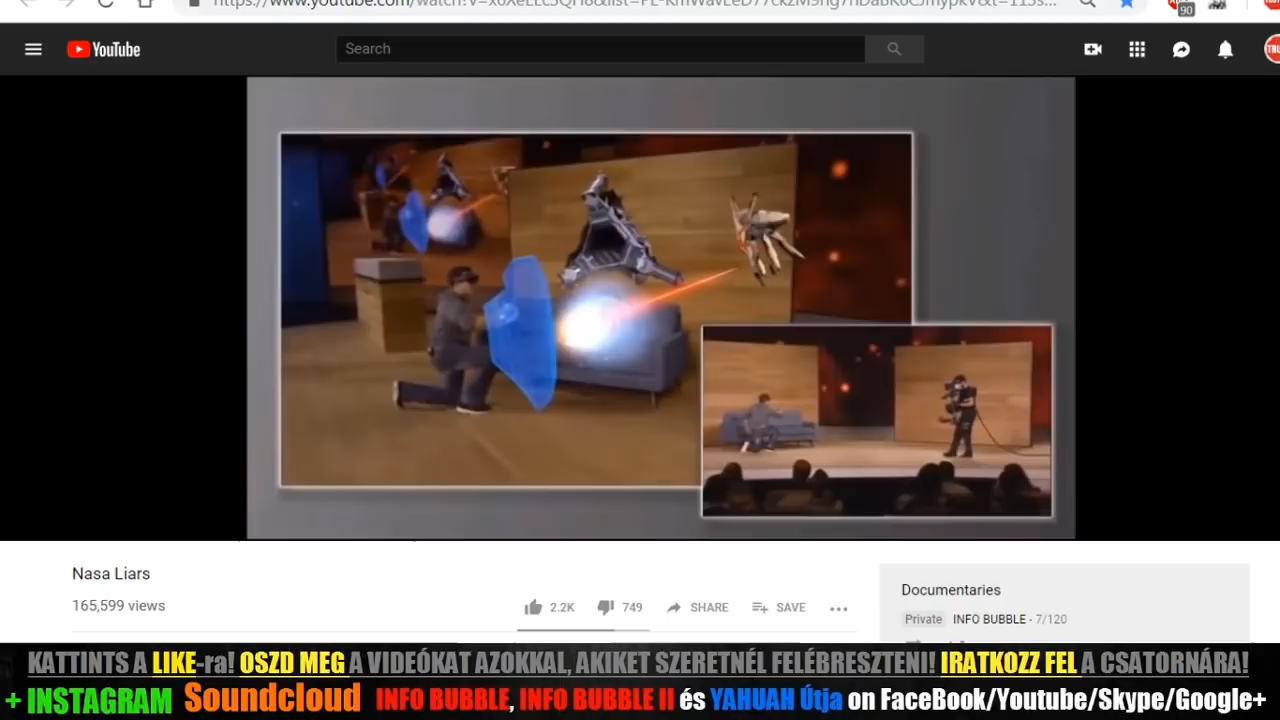 YouTube
Search
90
Nasa Liars
165,599 views
2.2K
749
SHARE
SAVE
Documentaries
Private INFO BUBBLE - 7/120
KATTINTS A LIKE-ra! OSZD MEG A VIDEÓKAT AZOKKAL, AKIKET SZERETNÉL FELÉBRESZTENI! IRATKOZZ FEL A CSATORNÁRA!
+ INSTAGRAM Soundcloud INFO BUBBLE, INFO BUBBLE II és YAHUAH Útja on FaceBook/Youtube/Skype/Google+